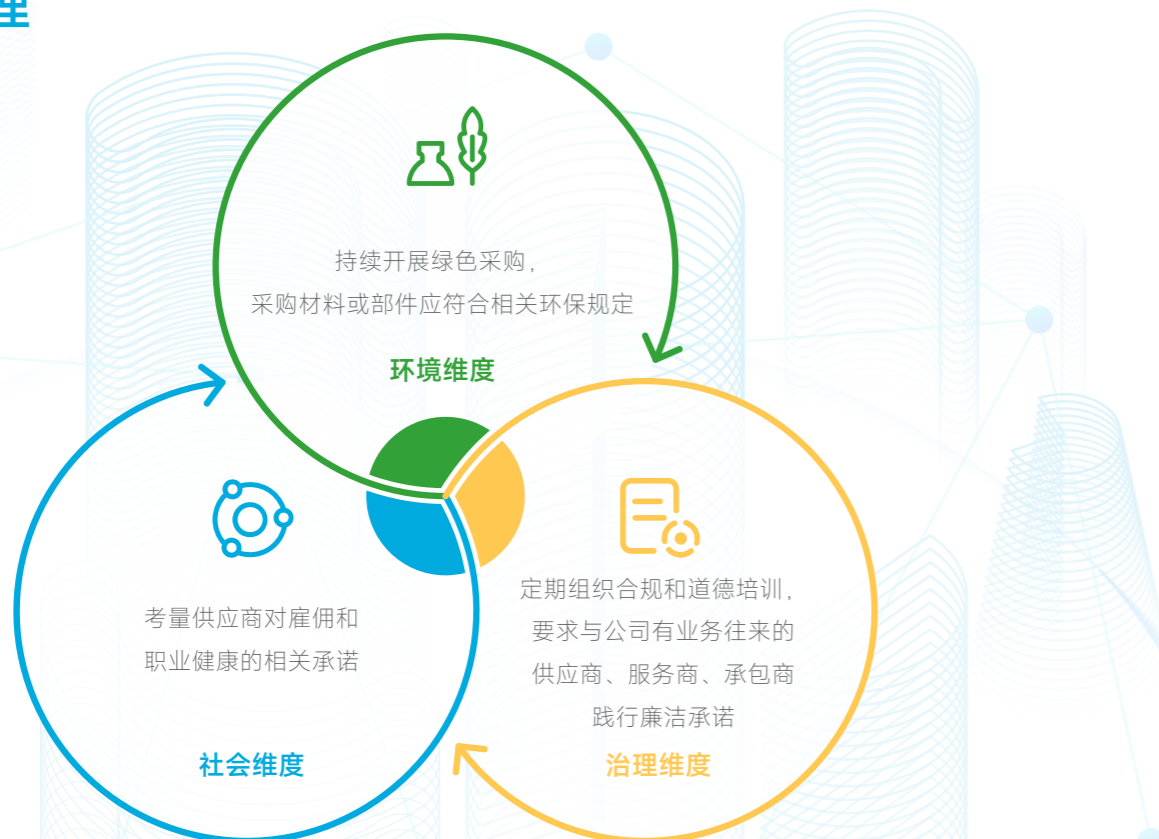 理
持续开展绿色采购，
采购材料或部件应符合相关环保规定
环境维度
考量供应商对雇佣和
职业健康的相关承诺
社会维度
定期组织合规和道德培训，
要求与公司有业务往来的
供应商、服务商、承包商
践行廉洁承诺
治理维度